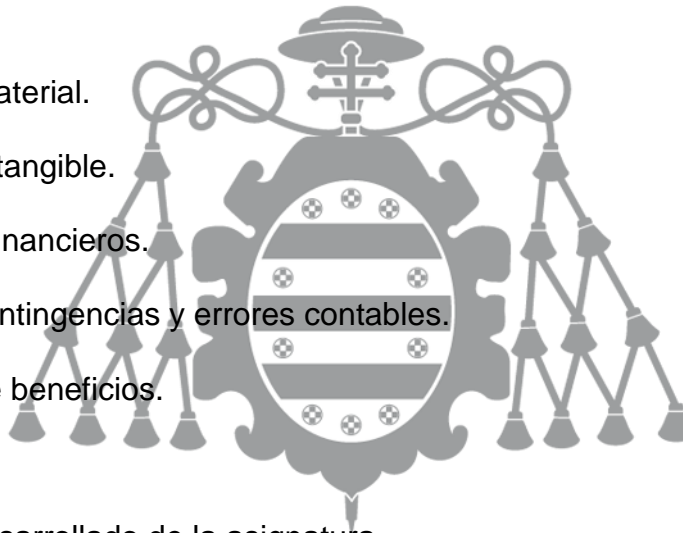 aterial.
tangible.
nancieros.
ntingencias y errores contables.
e beneficios.
sarrollado de la asignatura